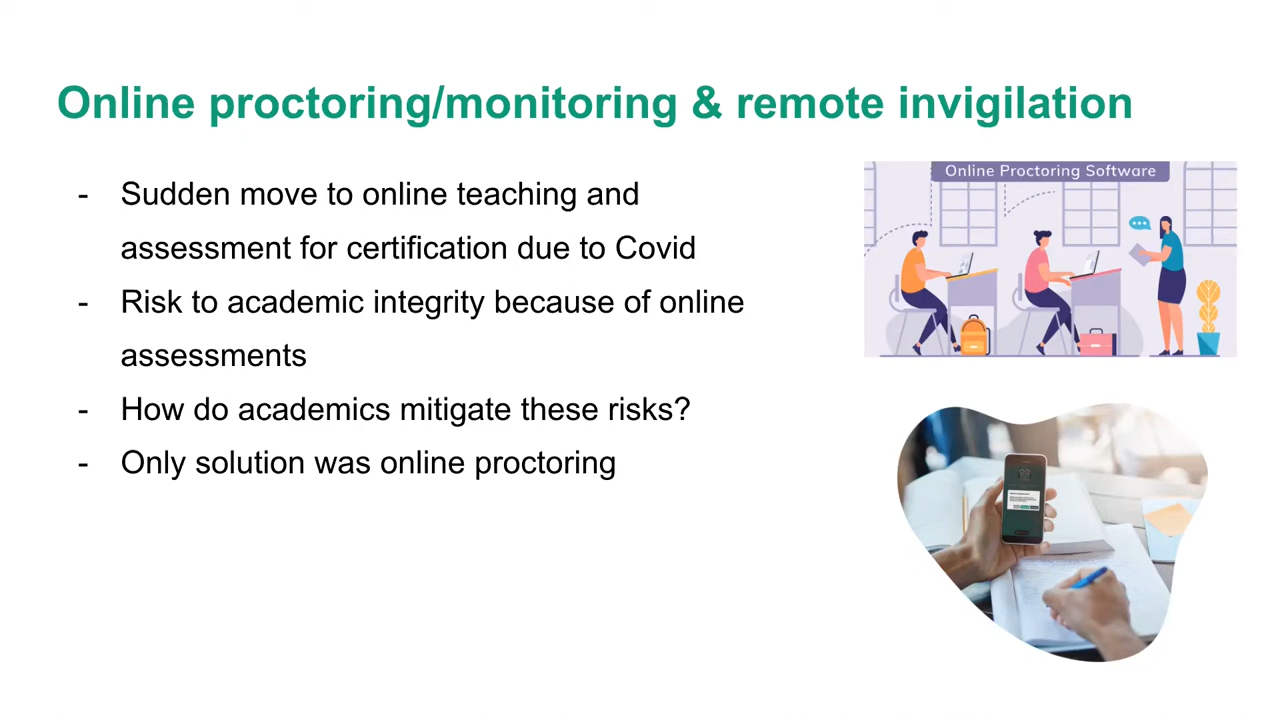 Online proctoring/monitoring & remote invigilation
- Sudden move to online teaching and
assessment for certification due to Covid
- Risk to academic integrity because of online
assessments
- How do academics mitigate these risks?
- Only solution was online proctoring
Online Proctoring Software